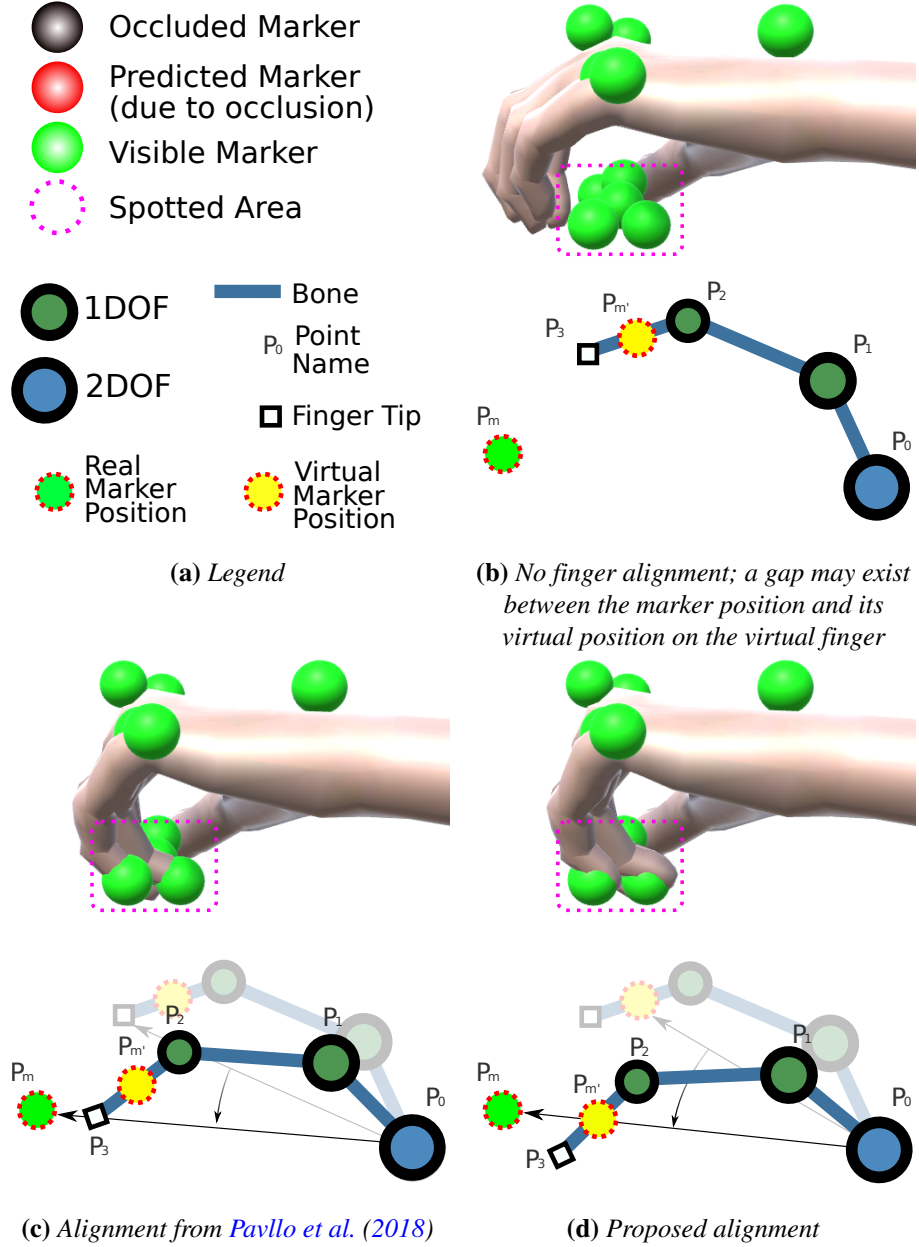 Occluded Marker
Predicted Marker
(due to occlusion)
Visible Marker
Spotted Area
1DOF
2DOF
Bone
P0 Point
Name
Finger Tip
Real
Marker
Position
Virtual
Marker
Position
(a) Legend
P3
Pm'
P2
P1
Pm
P0
(b) No finger alignment; a gap may exist
between the marker position and its
virtual position on the virtual finger
P2
P1
Pm'
Pm
P0
P3
(c) Alignment from Pavllo et al. (2018)
P2
P1
Pm
Pm'
P0
P3
(d) Proposed alignment